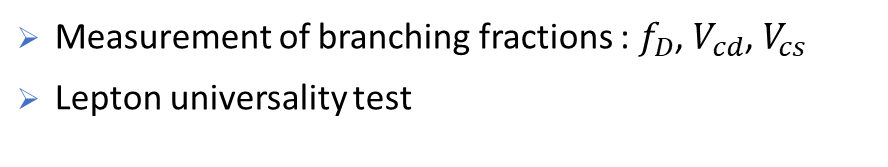 ➢ Measurement of branching fractions : f_D, V_cd, V_cs
➢ Lepton universality test